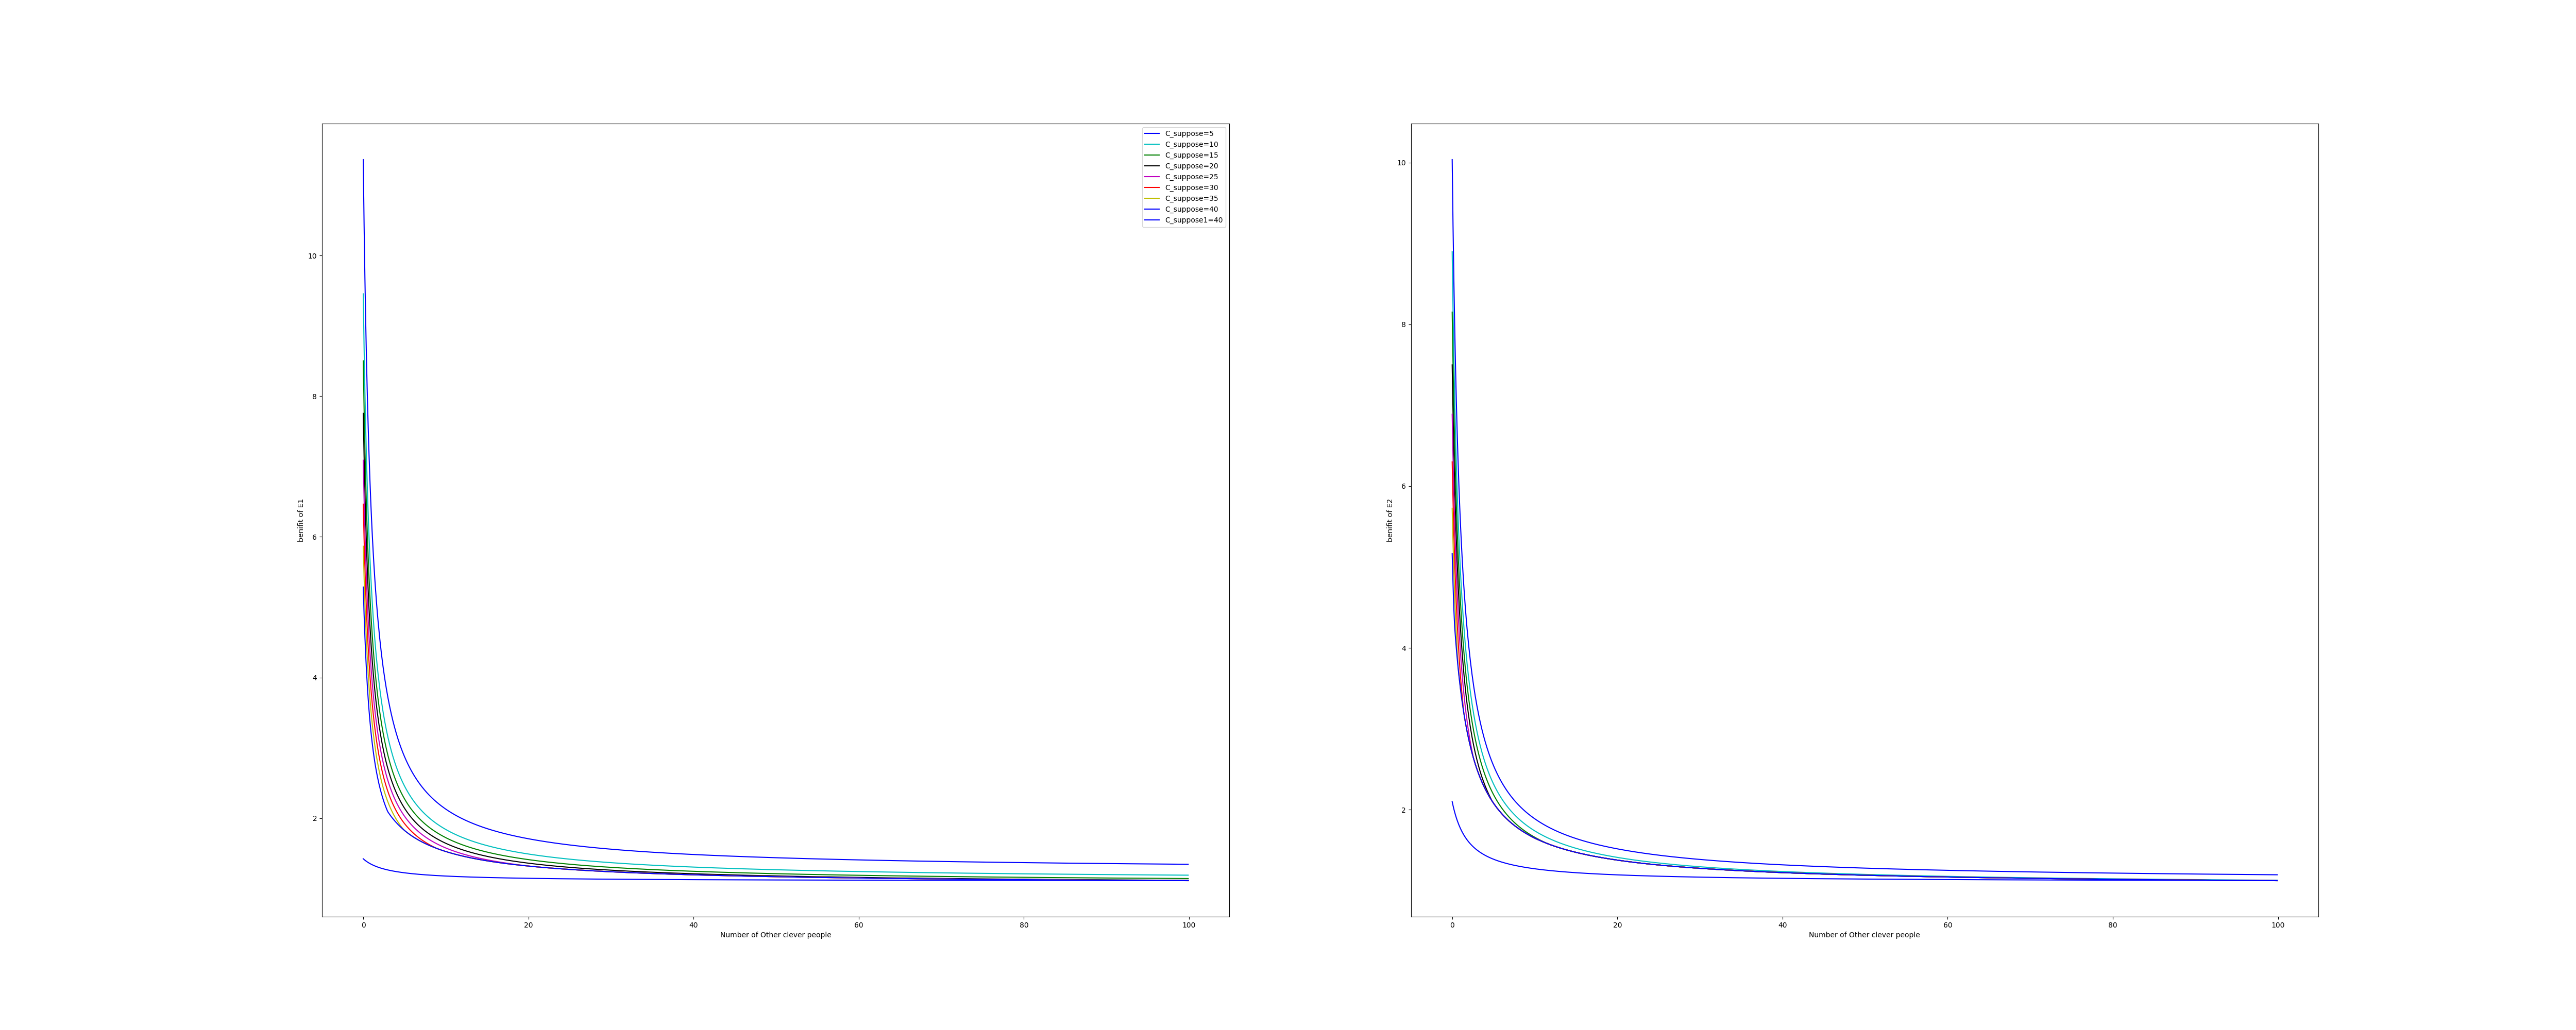 C_suppose=5
C_suppose=10
C_suppose=15
C_suppose=20
C_suppose=25
C_suppose=30
C_suppose=35
C_suppose=40
C_suppose1=40
10
8
6
4
2
benifit of E1
0 20 40 60 80 100
Number of Other clever people
10
8
6
4
2
benifit of E2
0 20 40 60 80 100
Number of Other clever people